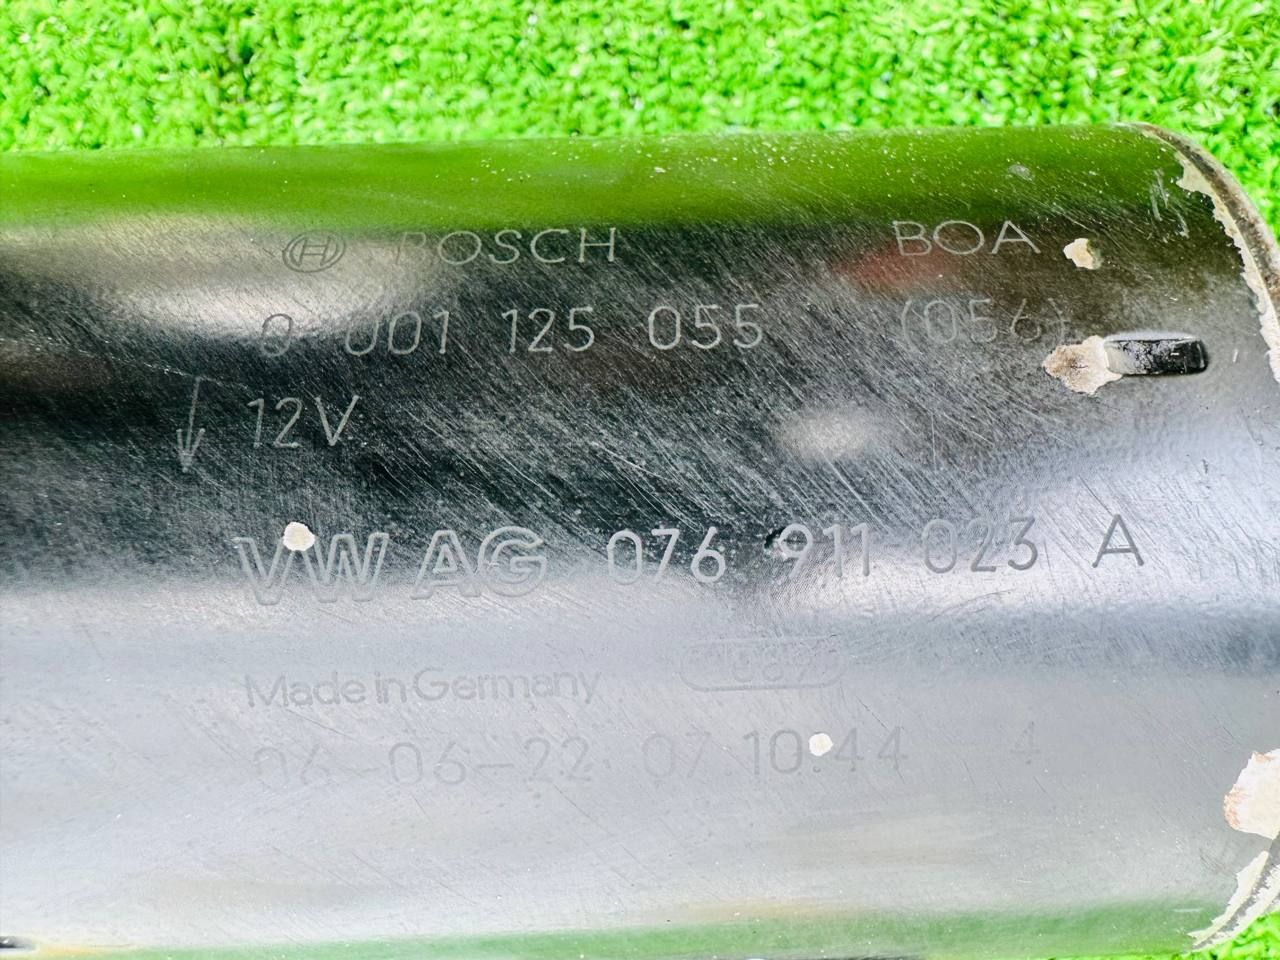 BOSCH BOA
0 001 125 055 (056)
12V
VW AG 076 911 023 A
Made in Germany
06-06-22 07.10:44 4